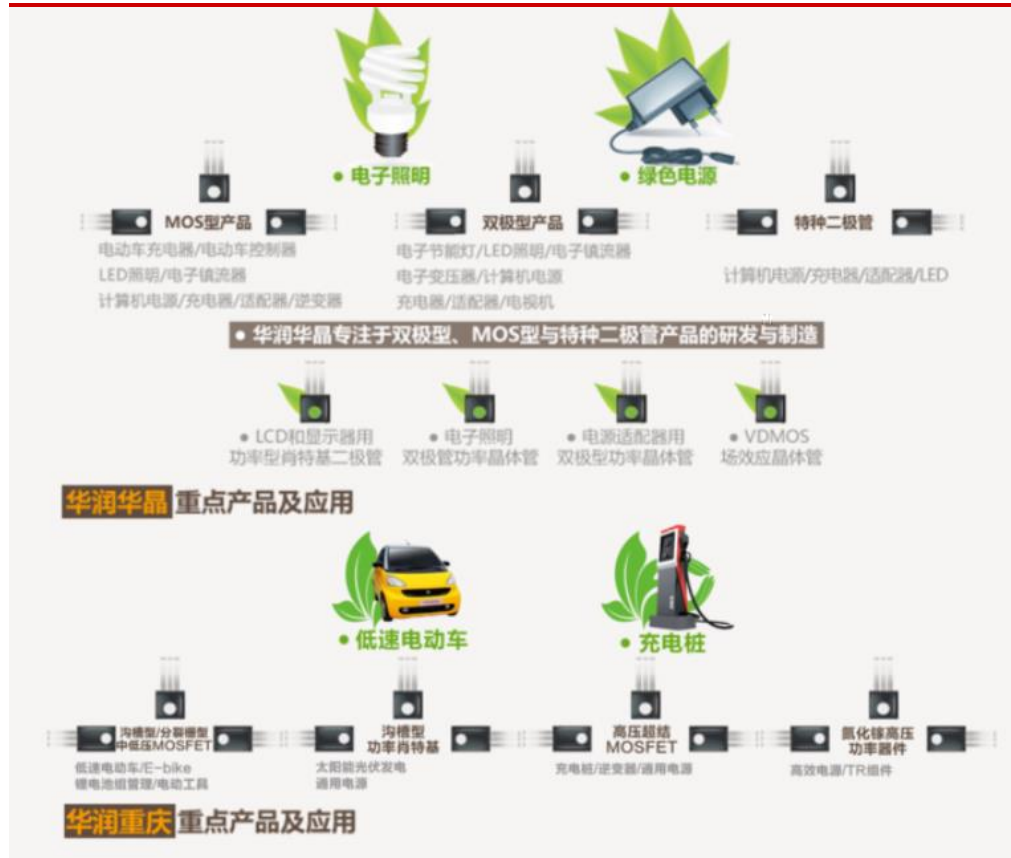 • 电子照明
• 绿色电源
MOS型产品
双极型产品
特种二极管
电动车充电器/电动车控制器
LED照明/电子镇流器
计算机电源/充电器/适配器/逆变器
电子节能灯/LED照明/电子镇流器
电子变压器/计算机电源
充电器/适配器/电视机
计算机电源/充电器/适配器/LED
• 华润华晶专注于双极型、MOS型与特种二极管产品的研发与制造
• LCD和显示器用
功率型肖特基二极管
• 电子照明
双极管功率晶体管
• 电源适配器用
双极型功率晶体管
• VDMOS
场效应晶体管
华润华晶 重点产品及应用
• 低速电动车
• 充电桩
沟槽型/分裂栅型
中低压MOSFET
沟槽型
功率肖特基
高压超结
MOSFET
氮化镓高压
功率器件
低速电动车/E-bike
锂电池组管理/电动工具
太阳能光伏发电
通用电源
充电桩/逆变器/通用电源
高效电源/TR组件
华润重庆 重点产品及应用